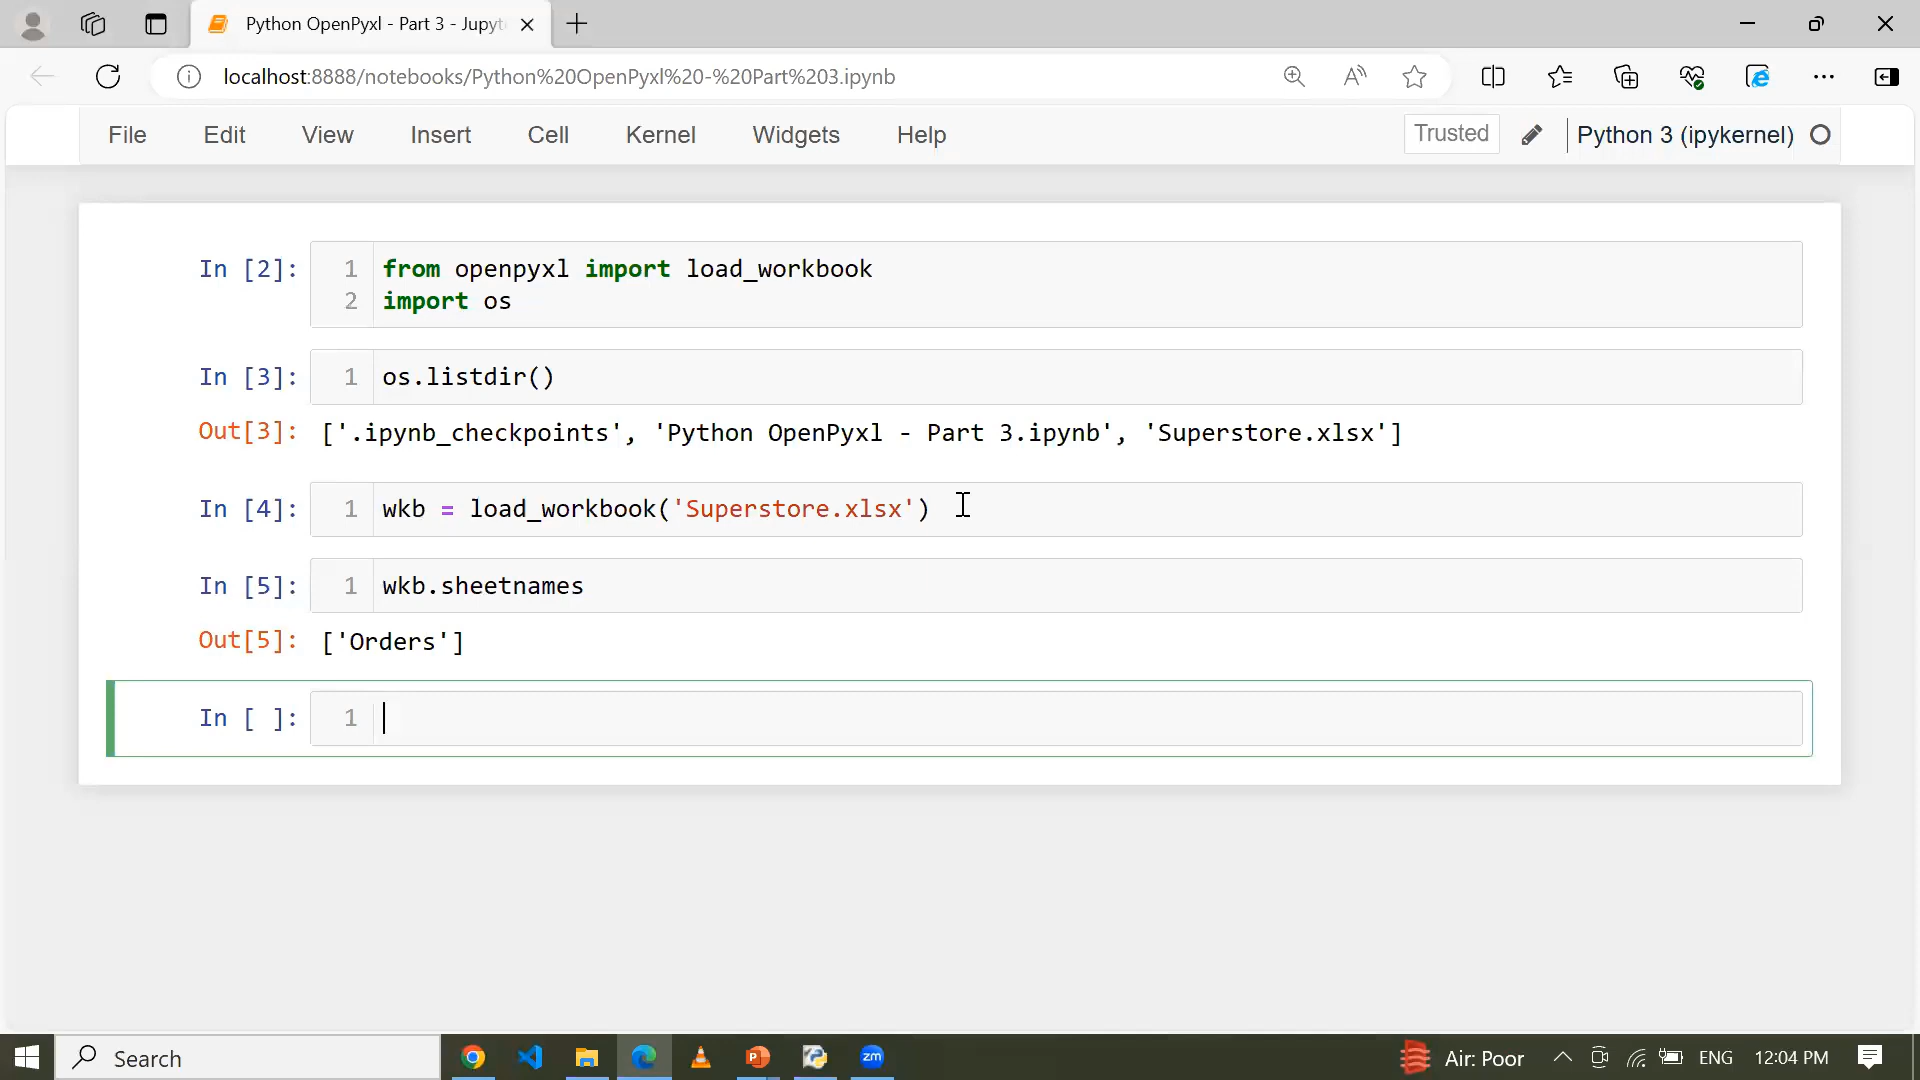 Python OpenPyxl - Part 3 - Jupyt
localhost:8888/notebooks/Python%20OpenPyxl%20-%20Part%203.ipynb
File Edit View Insert Cell Kernel Widgets Help Trusted Python 3 (ipykernel)
In [2]: 1 from openpyxl import load_workbook
2 import os
In [3]: 1 os.listdir()
Out[3]: ['.ipynb_checkpoints', 'Python OpenPyxl - Part 3.ipynb', 'Superstore.xlsx']
In [4]: 1 wkb = load_workbook('Superstore.xlsx')
In [5]: 1 wkb.sheetnames
Out[5]: ['Orders']
In [ ]: 1
Search zm Air: Poor ENG 12:04 PM